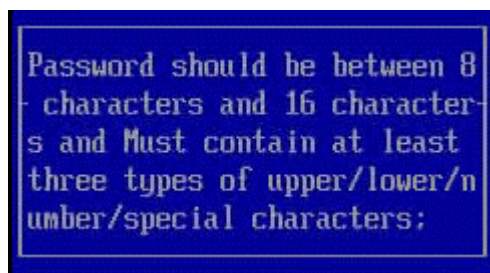 Password should be between 8
- characters and 16 character-
s and Must contain at least
three types of upper/lower/n
umber/special characters;